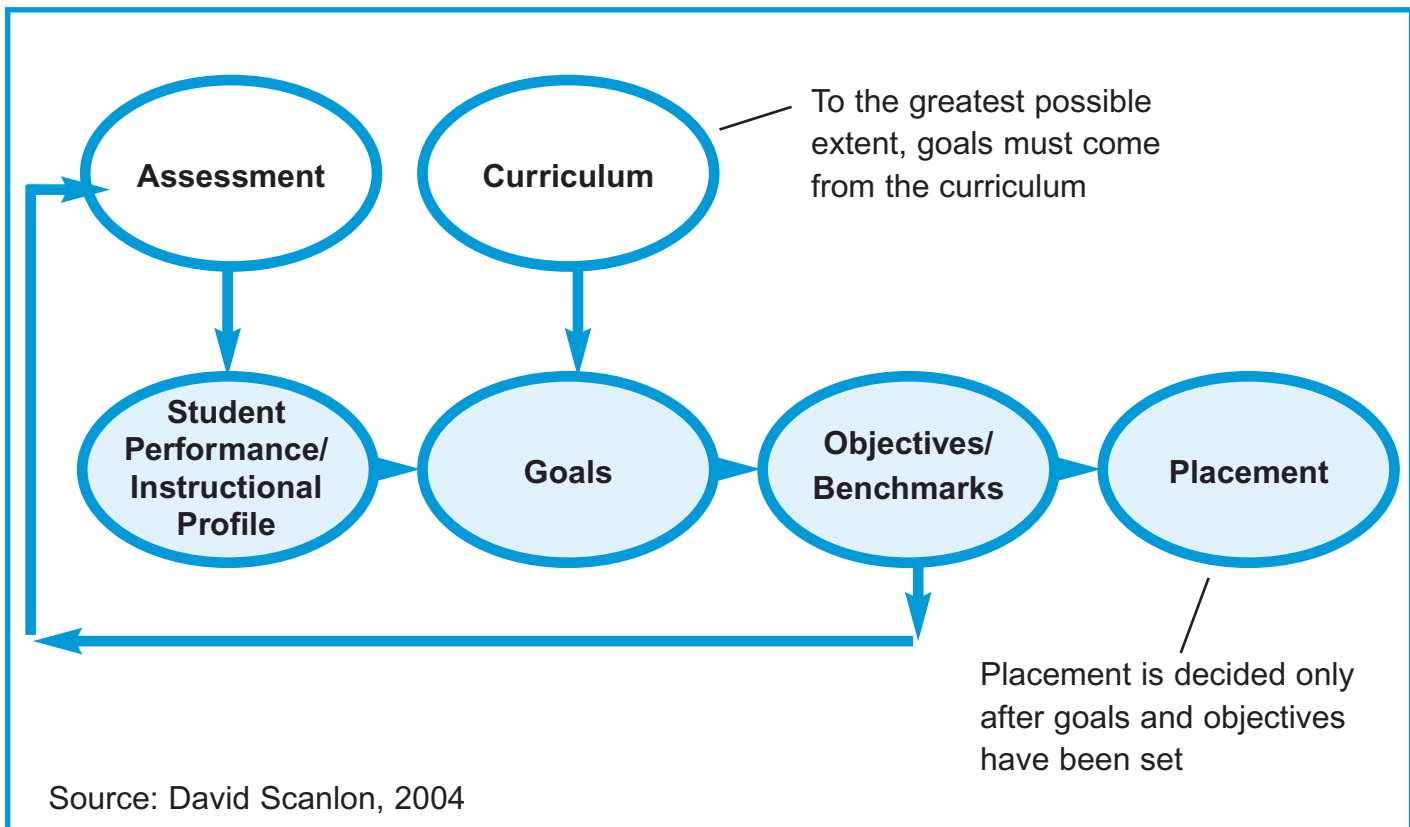 Assessment
Curriculum
To the greatest possible
extent, goals must come
from the curriculum
Student
Performance/
Instructional
Profile
Goals
Objectives/
Benchmarks
Placement
Placement is decided only
after goals and objectives
have been set
Source: David Scanlon, 2004